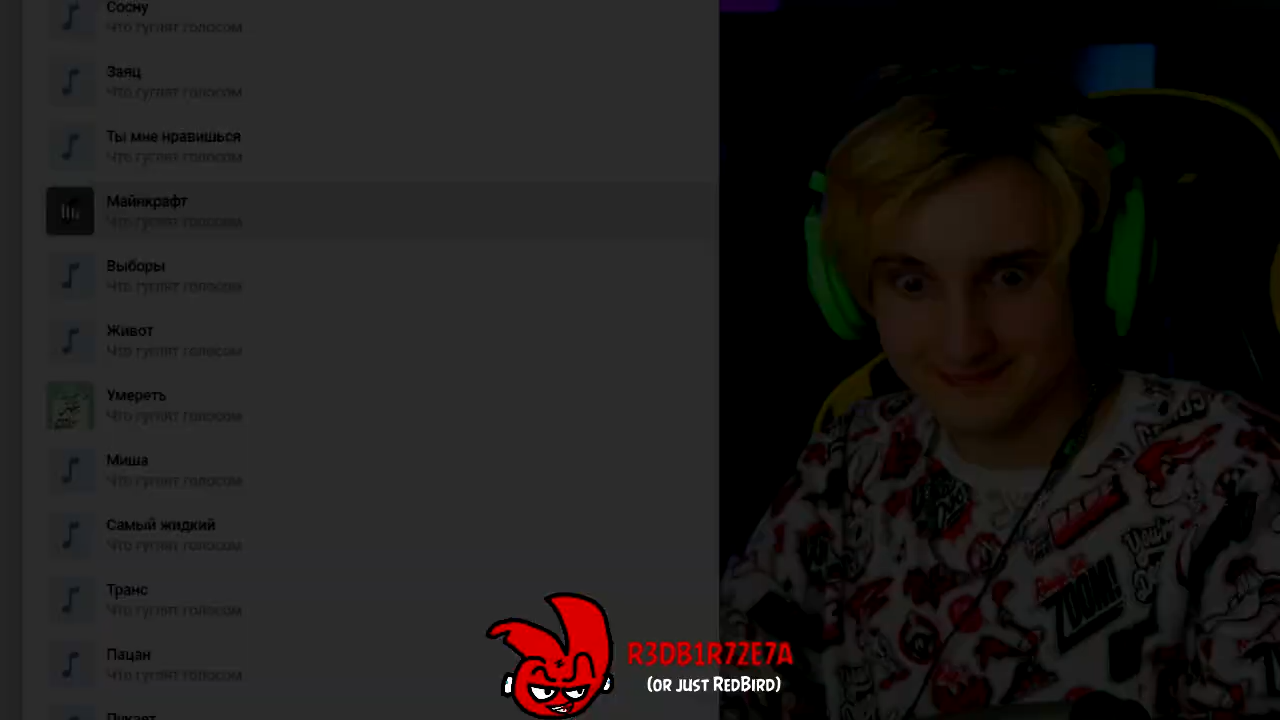 Сосну
Что гуглят голосом
Заяц
Что гуглят голосом
Ты мне нравишься
Что гуглят голосом
Майнкрафт
Что гуглят голосом
Выборы
Что гуглят голосом
Живот
Что гуглят голосом
Умереть
Что гуглят голосом
Миша
Что гуглят голосом
Самый жидкий
Что гуглят голосом
Транс
Что гуглят голосом
Пацан
Что гуглят голосом
R3DB1R7ZE7A
(OR JUST REDBIRD)
ZOOM!